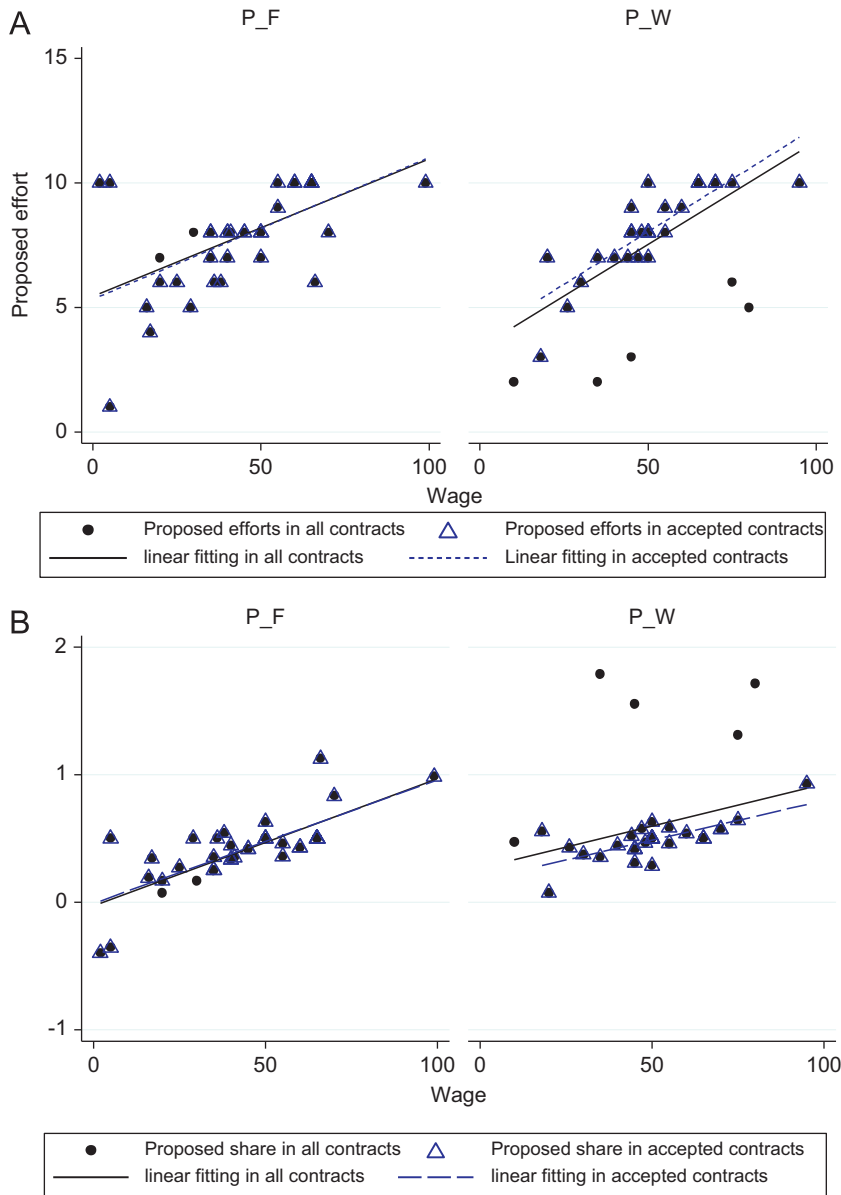 A
P_F
P_W
15
10
5
0
Proposed effort
0 50 100 0 50 100
Wage
Proposed efforts in all contracts Proposed efforts in accepted contracts
linear fitting in all contracts Linear fitting in accepted contracts
B
P_F
P_W
2
1
0
-1
0 50 100 0 50 100
Wage
Proposed share in all contracts Proposed share in accepted contracts
linear fitting in all contracts linear fitting in accepted contracts